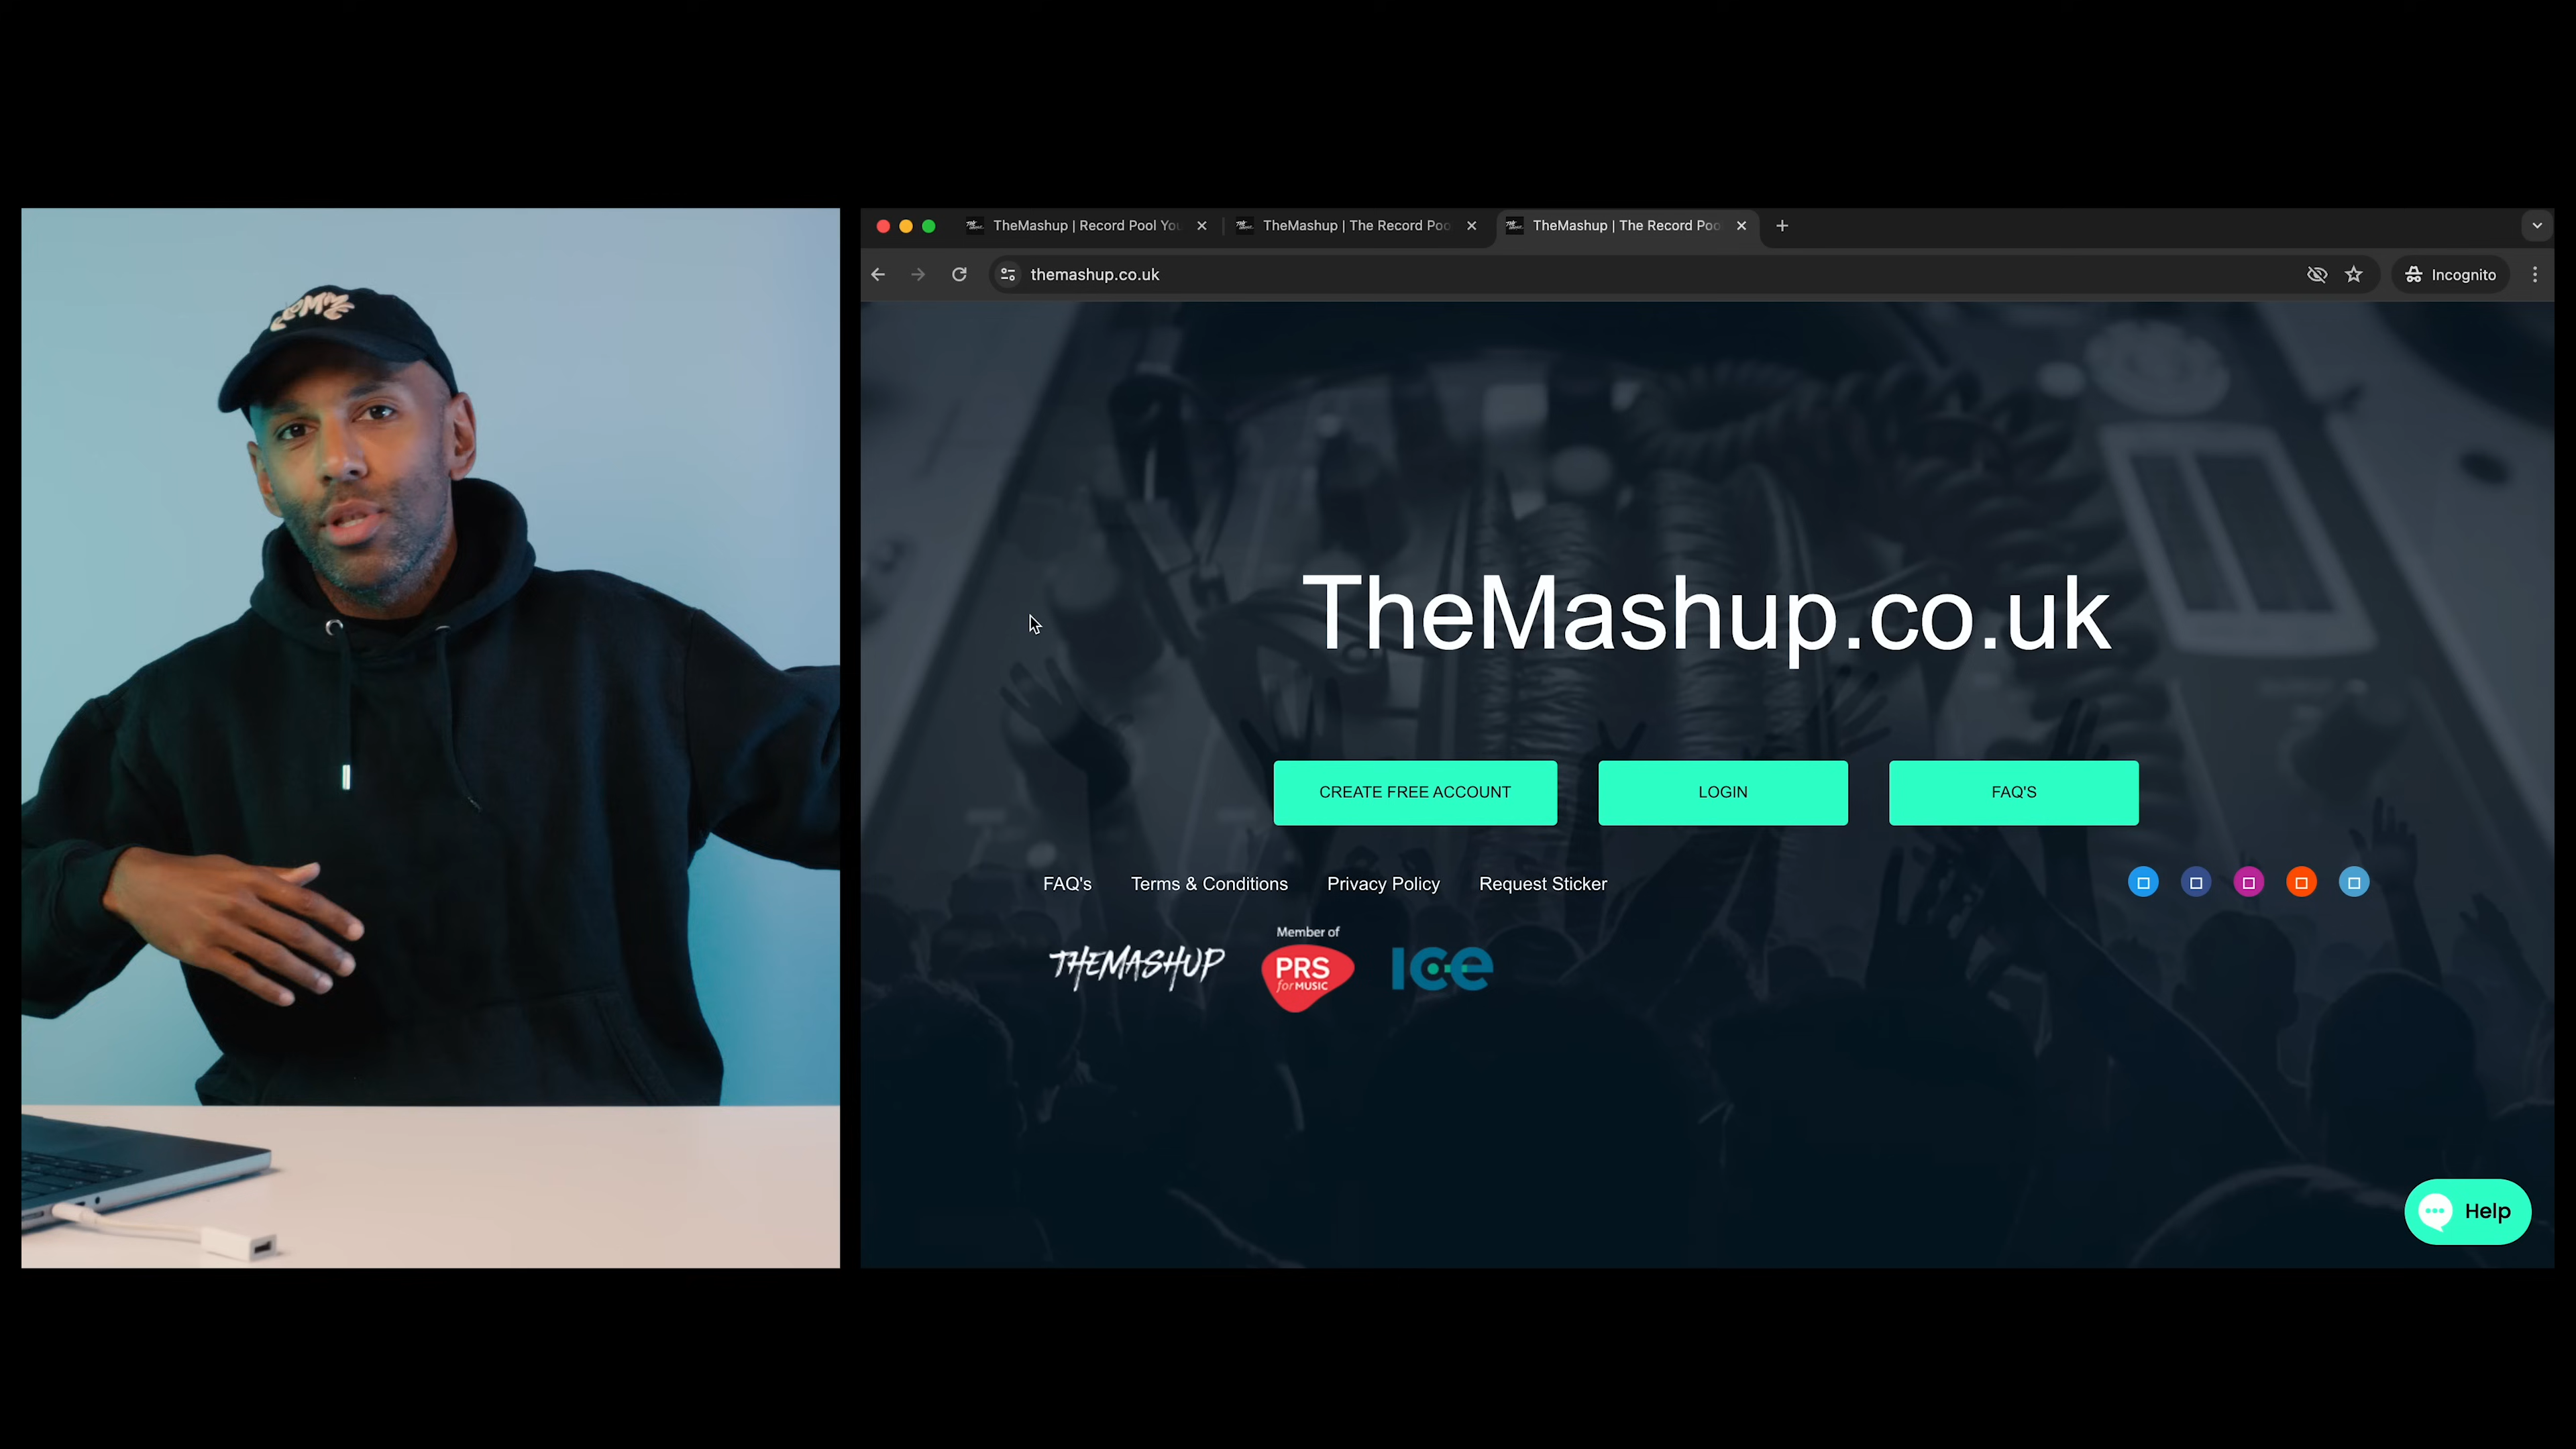 TheMashup | Record Pool You
TheMashup | The Record Poo
TheMashup | The Record Poo
themashup.co.uk
Incognito
TheMashup.co.uk
CREATE FREE ACCOUNT
LOGIN
FAQ'S
FAQ's
Terms & Conditions
Privacy Policy
Request Sticker
THEMASHUP
Member of
PRS
for MUSIC
ICE
Help